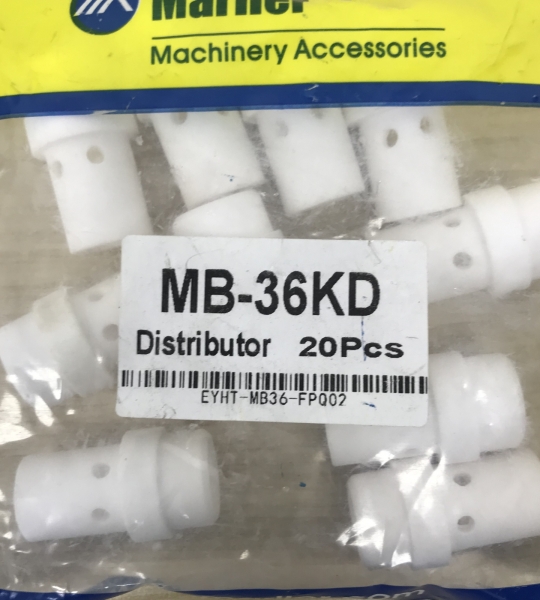 Machinery Accessories
MB-36KD
Distributor 20Pcs
EYHT-MB36-FPQ02